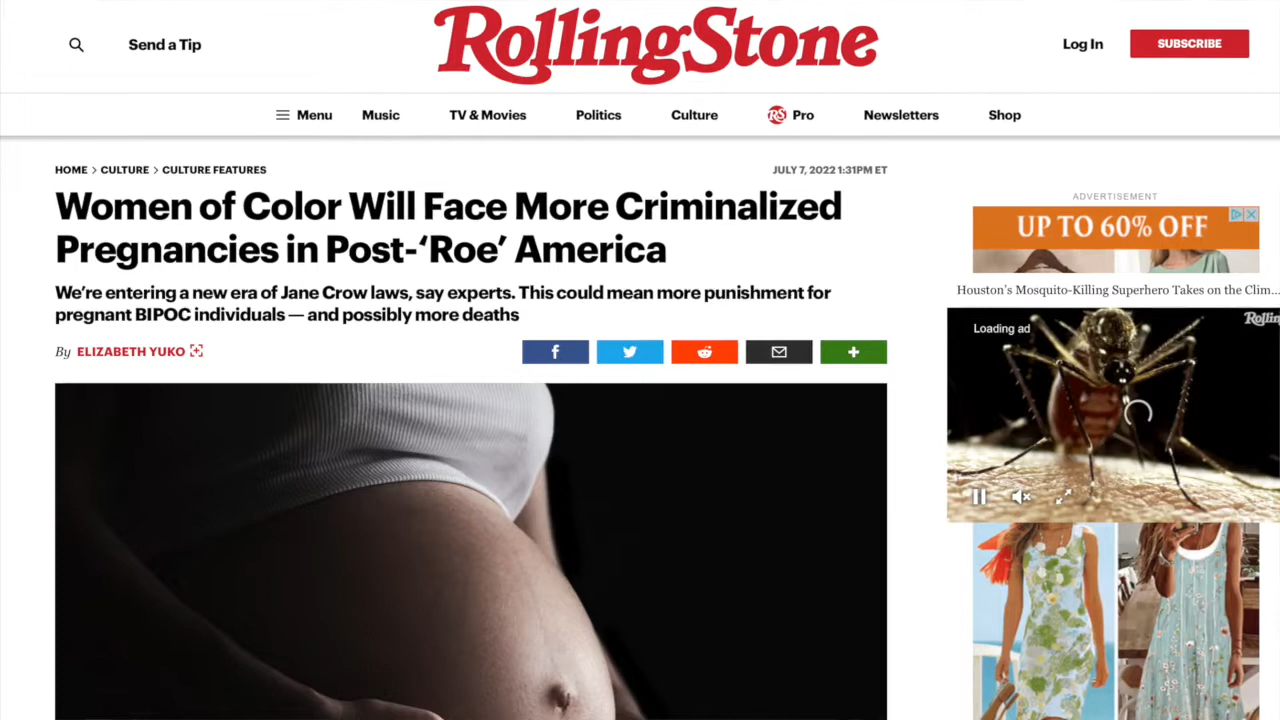 Send a Tip
RollingStone
Log In
SUBSCRIBE
Menu
Music
TV & Movies
Politics
Culture
RS
Pro
Newsletters
Shop
HOME > CULTURE > CULTURE FEATURES
JULY 7, 2022 1:31PM ET
Women of Color Will Face More Criminalized
Pregnancies in Post-‘Roe’ America
We’re entering a new era of Jane Crow laws, say experts. This could mean more punishment for
pregnant BIPOC individuals — and possibly more deaths
By ELIZABETH YUKO
ADVERTISEMENT
UP TO 60% OFF
Houston’s Mosquito-Killing Superhero Takes on the Clim...
Loading ad
Rollin